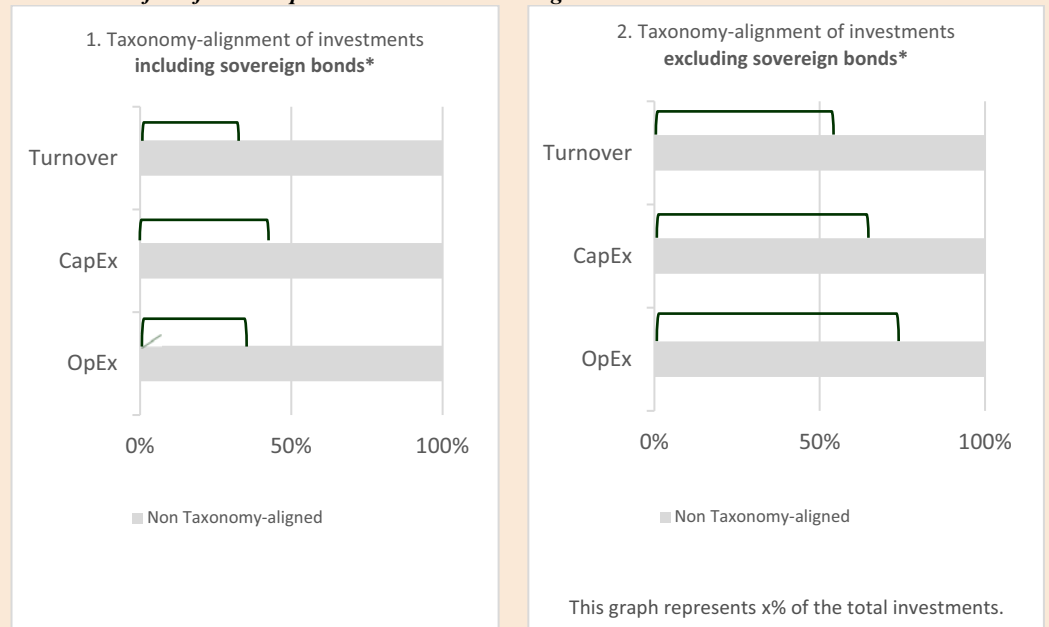 1. Taxonomy-alignment of investments
including sovereign bonds*
Turnover
CapEx
OpEx
0% 50% 100%
Non Taxonomy-aligned
2. Taxonomy-alignment of investments
excluding sovereign bonds*
Turnover
CapEx
OpEx
0% 50% 100%
Non Taxonomy-aligned
This graph represents x% of the total investments.